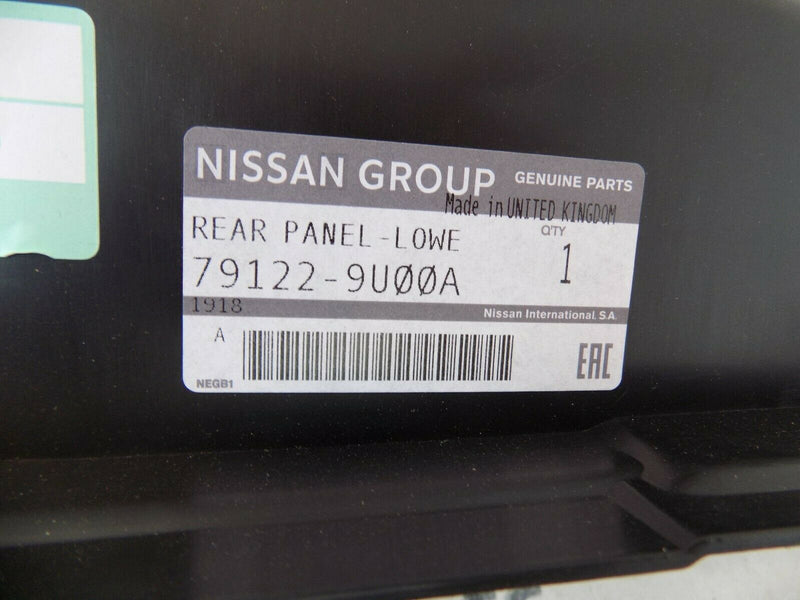 NISSAN GROUP GENUINE PARTS
Made in UNITED KINGDOM
REAR PANEL-LOWE Q'TY
79122-9U00A 1
1918 Nissan International. S.A.
A
NEGB1 EAC